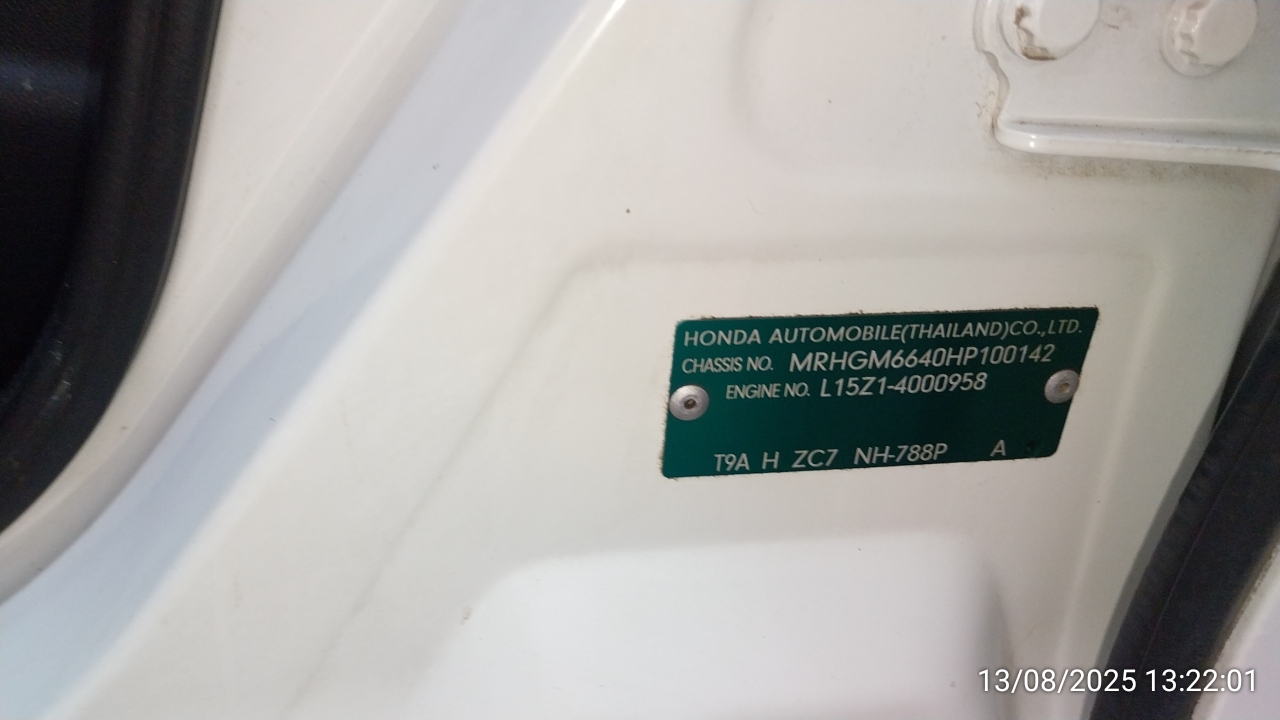 HONDA AUTOMOBILE(THAILAND)CO.,LTD.
CHASSIS NO. MRHGM6640HP100142
ENGINE NO. L15Z1-4000958
T9A H ZC7 NH-788P A
13/08/2025 13:22:01